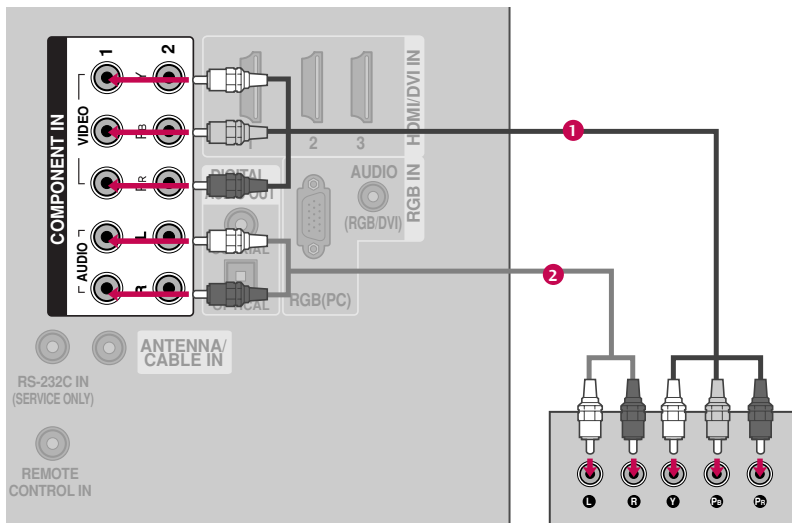 COMPONENT IN
VIDEO
AUDIO
1
2
Y
PB
PR
L
R
1
2
3
HDMI/DVI IN
DIGITAL
AUDIO OUT
OPTICAL
AUDIO
(RGB/DVI)
RGB IN
RGB(PC)
ANTENNA/
CABLE IN
RS-232C IN
(SERVICE ONLY)
REMOTE
CONTROL IN
1
2
L
R
Y
PB
PR